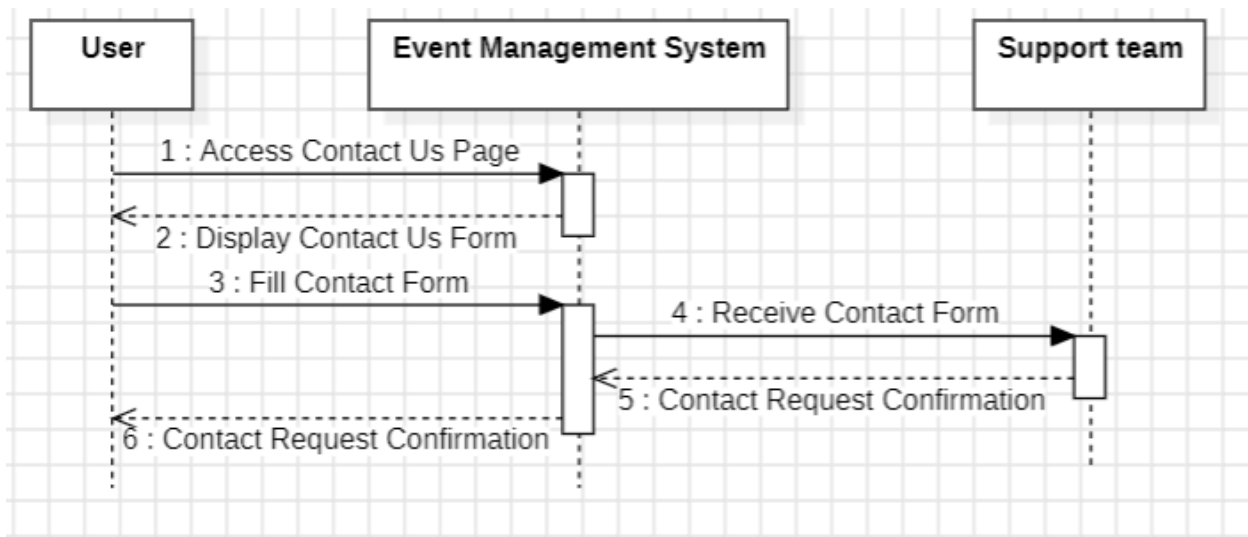 User
Event Management System
Support team
1 : Access Contact Us Page
2 : Display Contact Us Form
3 : Fill Contact Form
4 : Receive Contact Form
5 : Contact Request Confirmation
6 : Contact Request Confirmation